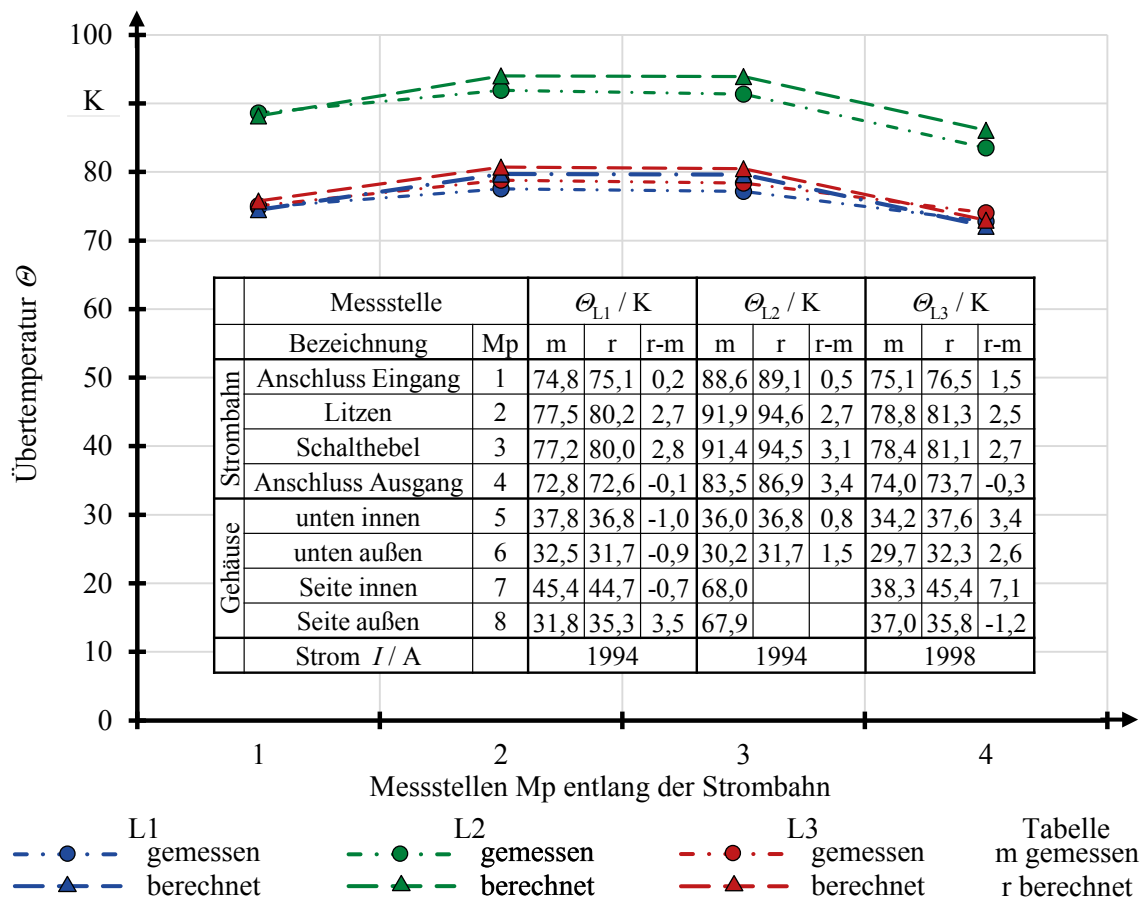 100
K
80
70
60
50
40
30
20
10
0
Übertemperatur Θ
Messstelle Θ_L1 / K Θ_L2 / K Θ_L3 / K
Bezeichnung Mp m r r-m m r r-m m r r-m
Strombahn
Anschluss Eingang 1 74,8 75,1 0,2 88,6 89,1 0,5 75,1 76,5 1,5
Litzen 2 77,5 80,2 2,7 91,9 94,6 2,7 78,8 81,3 2,5
Schalthebel 3 77,2 80,0 2,8 91,4 94,5 3,1 78,4 81,1 2,7
Anschluss Ausgang 4 72,8 72,6 -0,1 83,5 86,9 3,4 74,0 73,7 -0,3
Gehäuse
unten innen 5 37,8 36,8 -1,0 36,0 36,8 0,8 34,2 37,6 3,4
unten außen 6 32,5 31,7 -0,9 30,2 31,7 1,5 29,7 32,3 2,6
Seite innen 7 45,4 44,7 -0,7 68,0 38,3 45,4 7,1
Seite außen 8 31,8 35,3 3,5 67,9 37,0 35,8 -1,2
Strom I / A 1994 1994 1998
1 2 3 4
Messstellen Mp entlang der Strombahn
L1 L2 L3 Tabelle
gemessen gemessen gemessen m gemessen
berechnet berechnet berechnet r berechnet